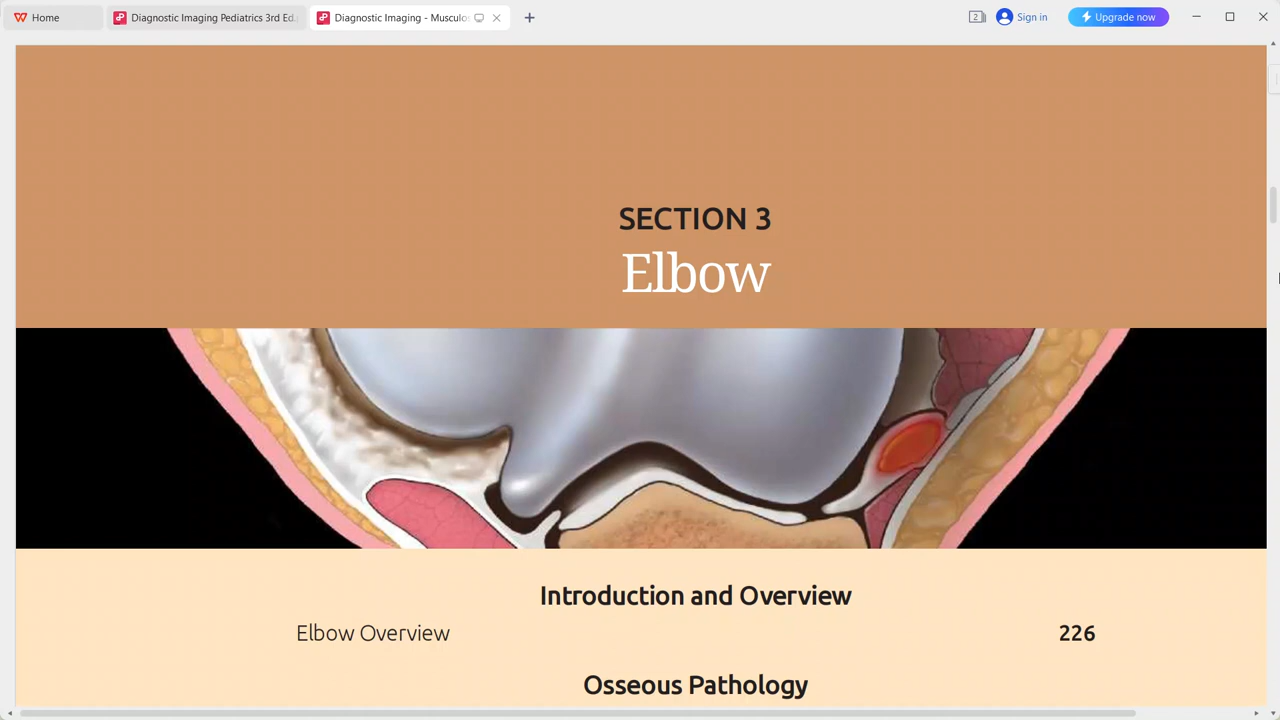 Home
Diagnostic Imaging Pediatrics 3rd Ed.
Diagnostic Imaging - Musculos
2
Sign in
Upgrade now
SECTION 3
Elbow
Introduction and Overview
Elbow Overview 226
Osseous Pathology